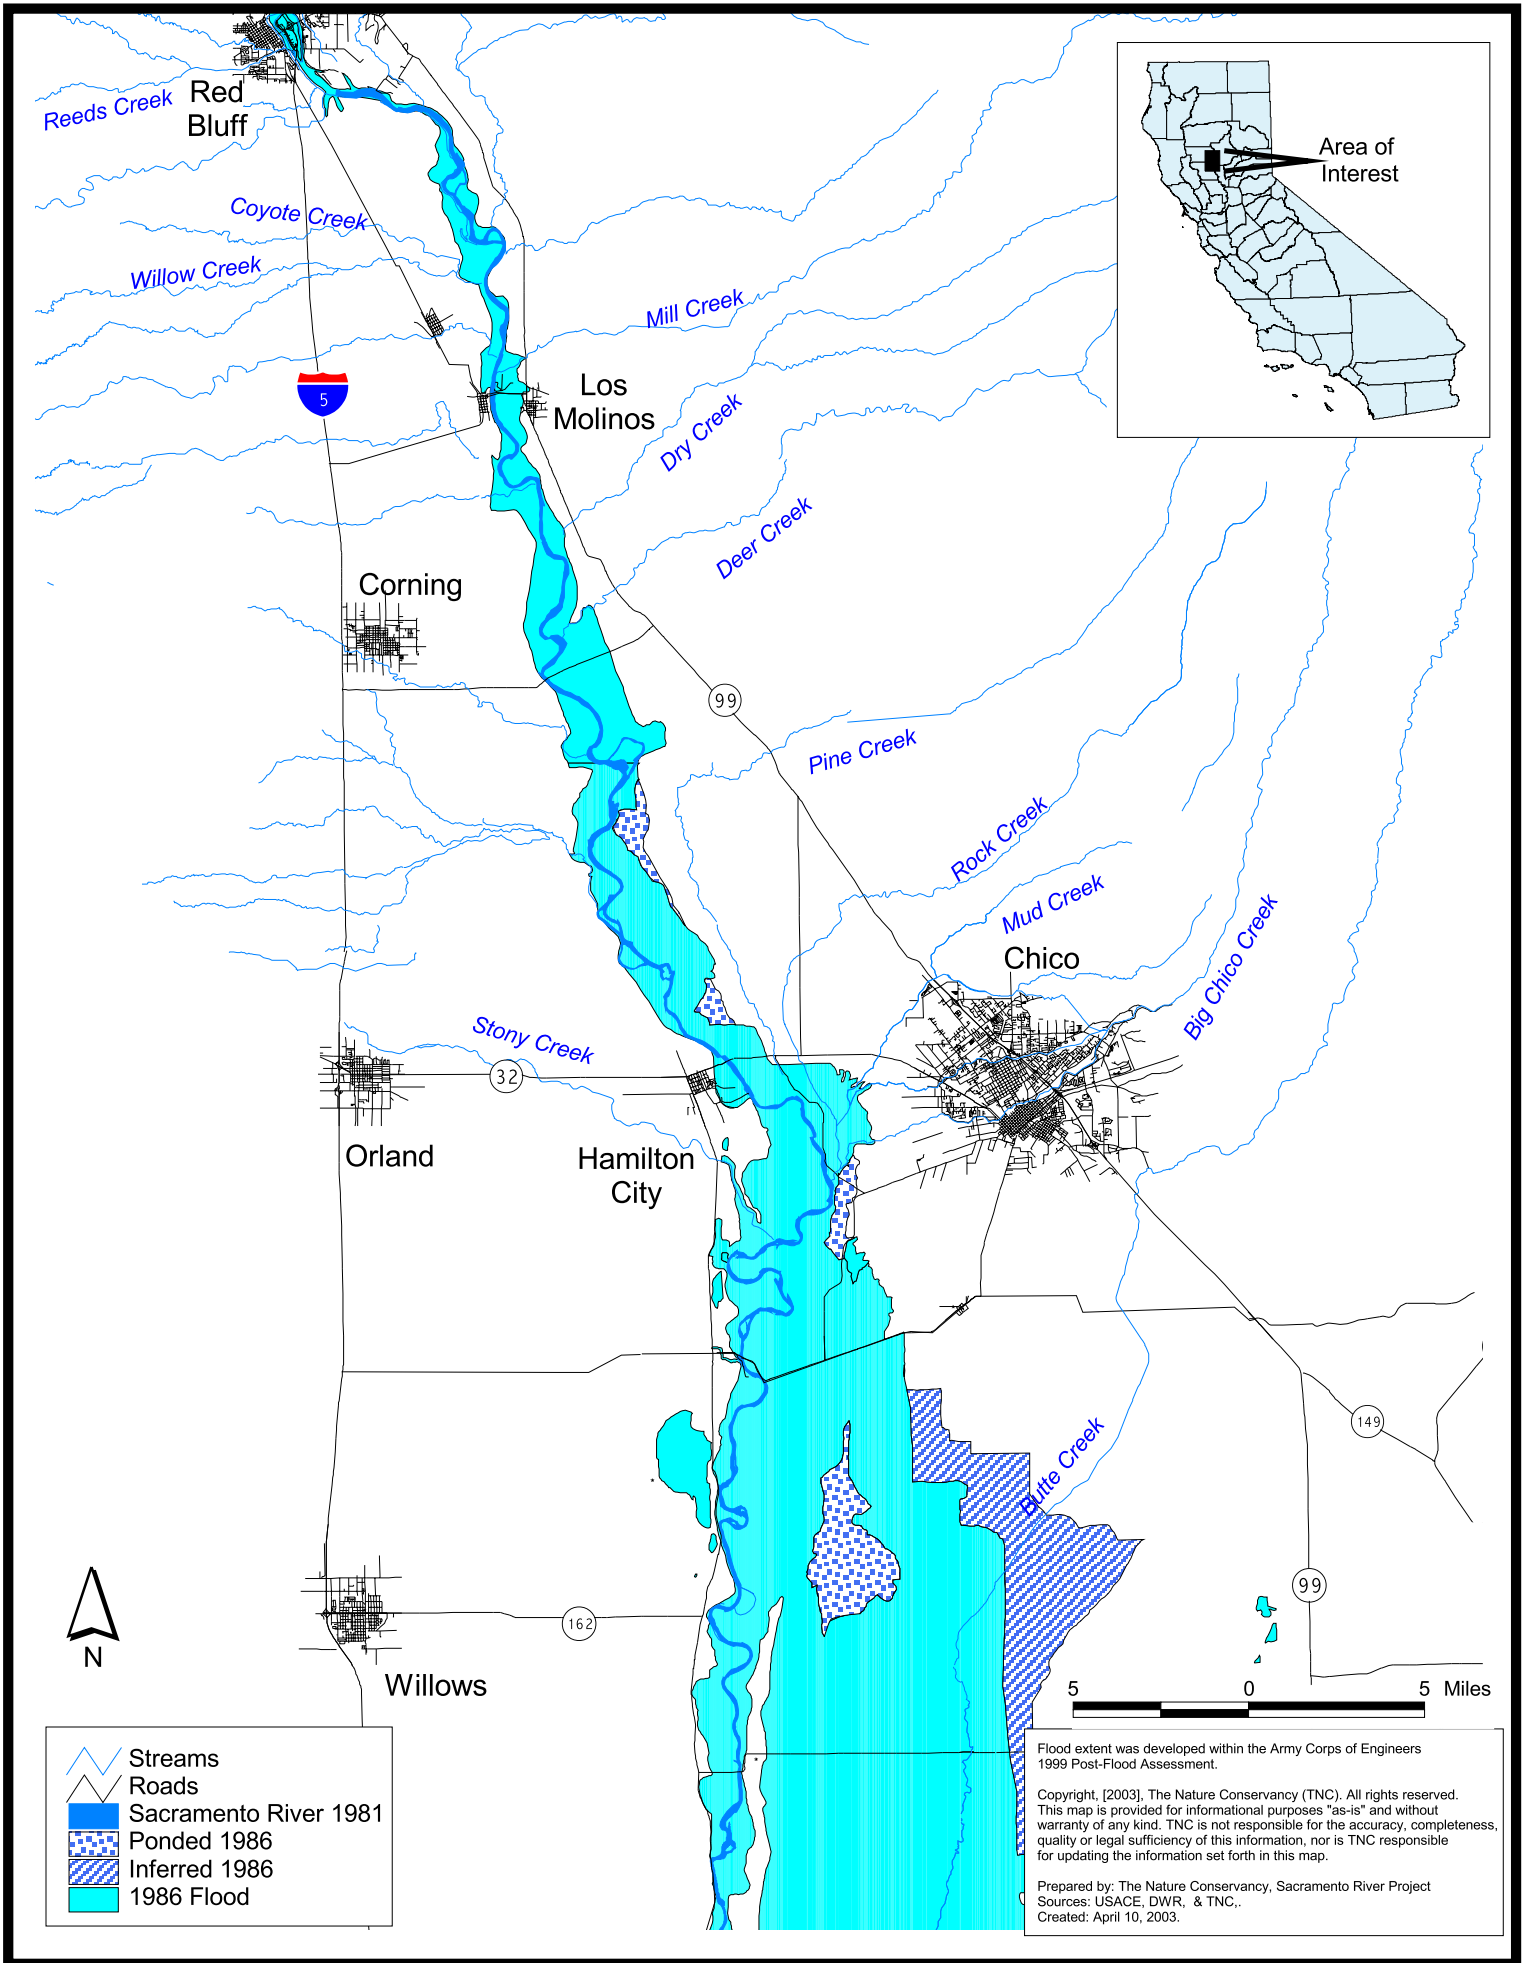 Reeds Creek
Red
Bluff
Coyote Creek
Willow Creek
Mill Creek
Area of
Interest
5
Los
Molinos
Dry Creek
Deer Creek
Corning
99
Pine Creek
Rock Creek
Mud Creek
Chico
Big Chico Creek
Stony Creek
32
Orland
Hamilton
City
149
Butte Creek
99
162
N
Willows
5 0 5 Miles
Streams
Roads
Sacramento River 1981
Ponded 1986
Inferred 1986
1986 Flood
Flood extent was developed within the Army Corps of Engineers
1999 Post-Flood Assessment.
Copyright, [2003], The Nature Conservancy (TNC). All rights reserved.
This map is provided for informational purposes "as-is" and without
warranty of any kind. TNC is not responsible for the accuracy, completeness,
quality or legal sufficiency of this information, nor is TNC responsible
for updating the information set forth in this map.
Prepared by: The Nature Conservancy, Sacramento River Project
Sources: USACE, DWR, & TNC,.
Created: April 10, 2003.